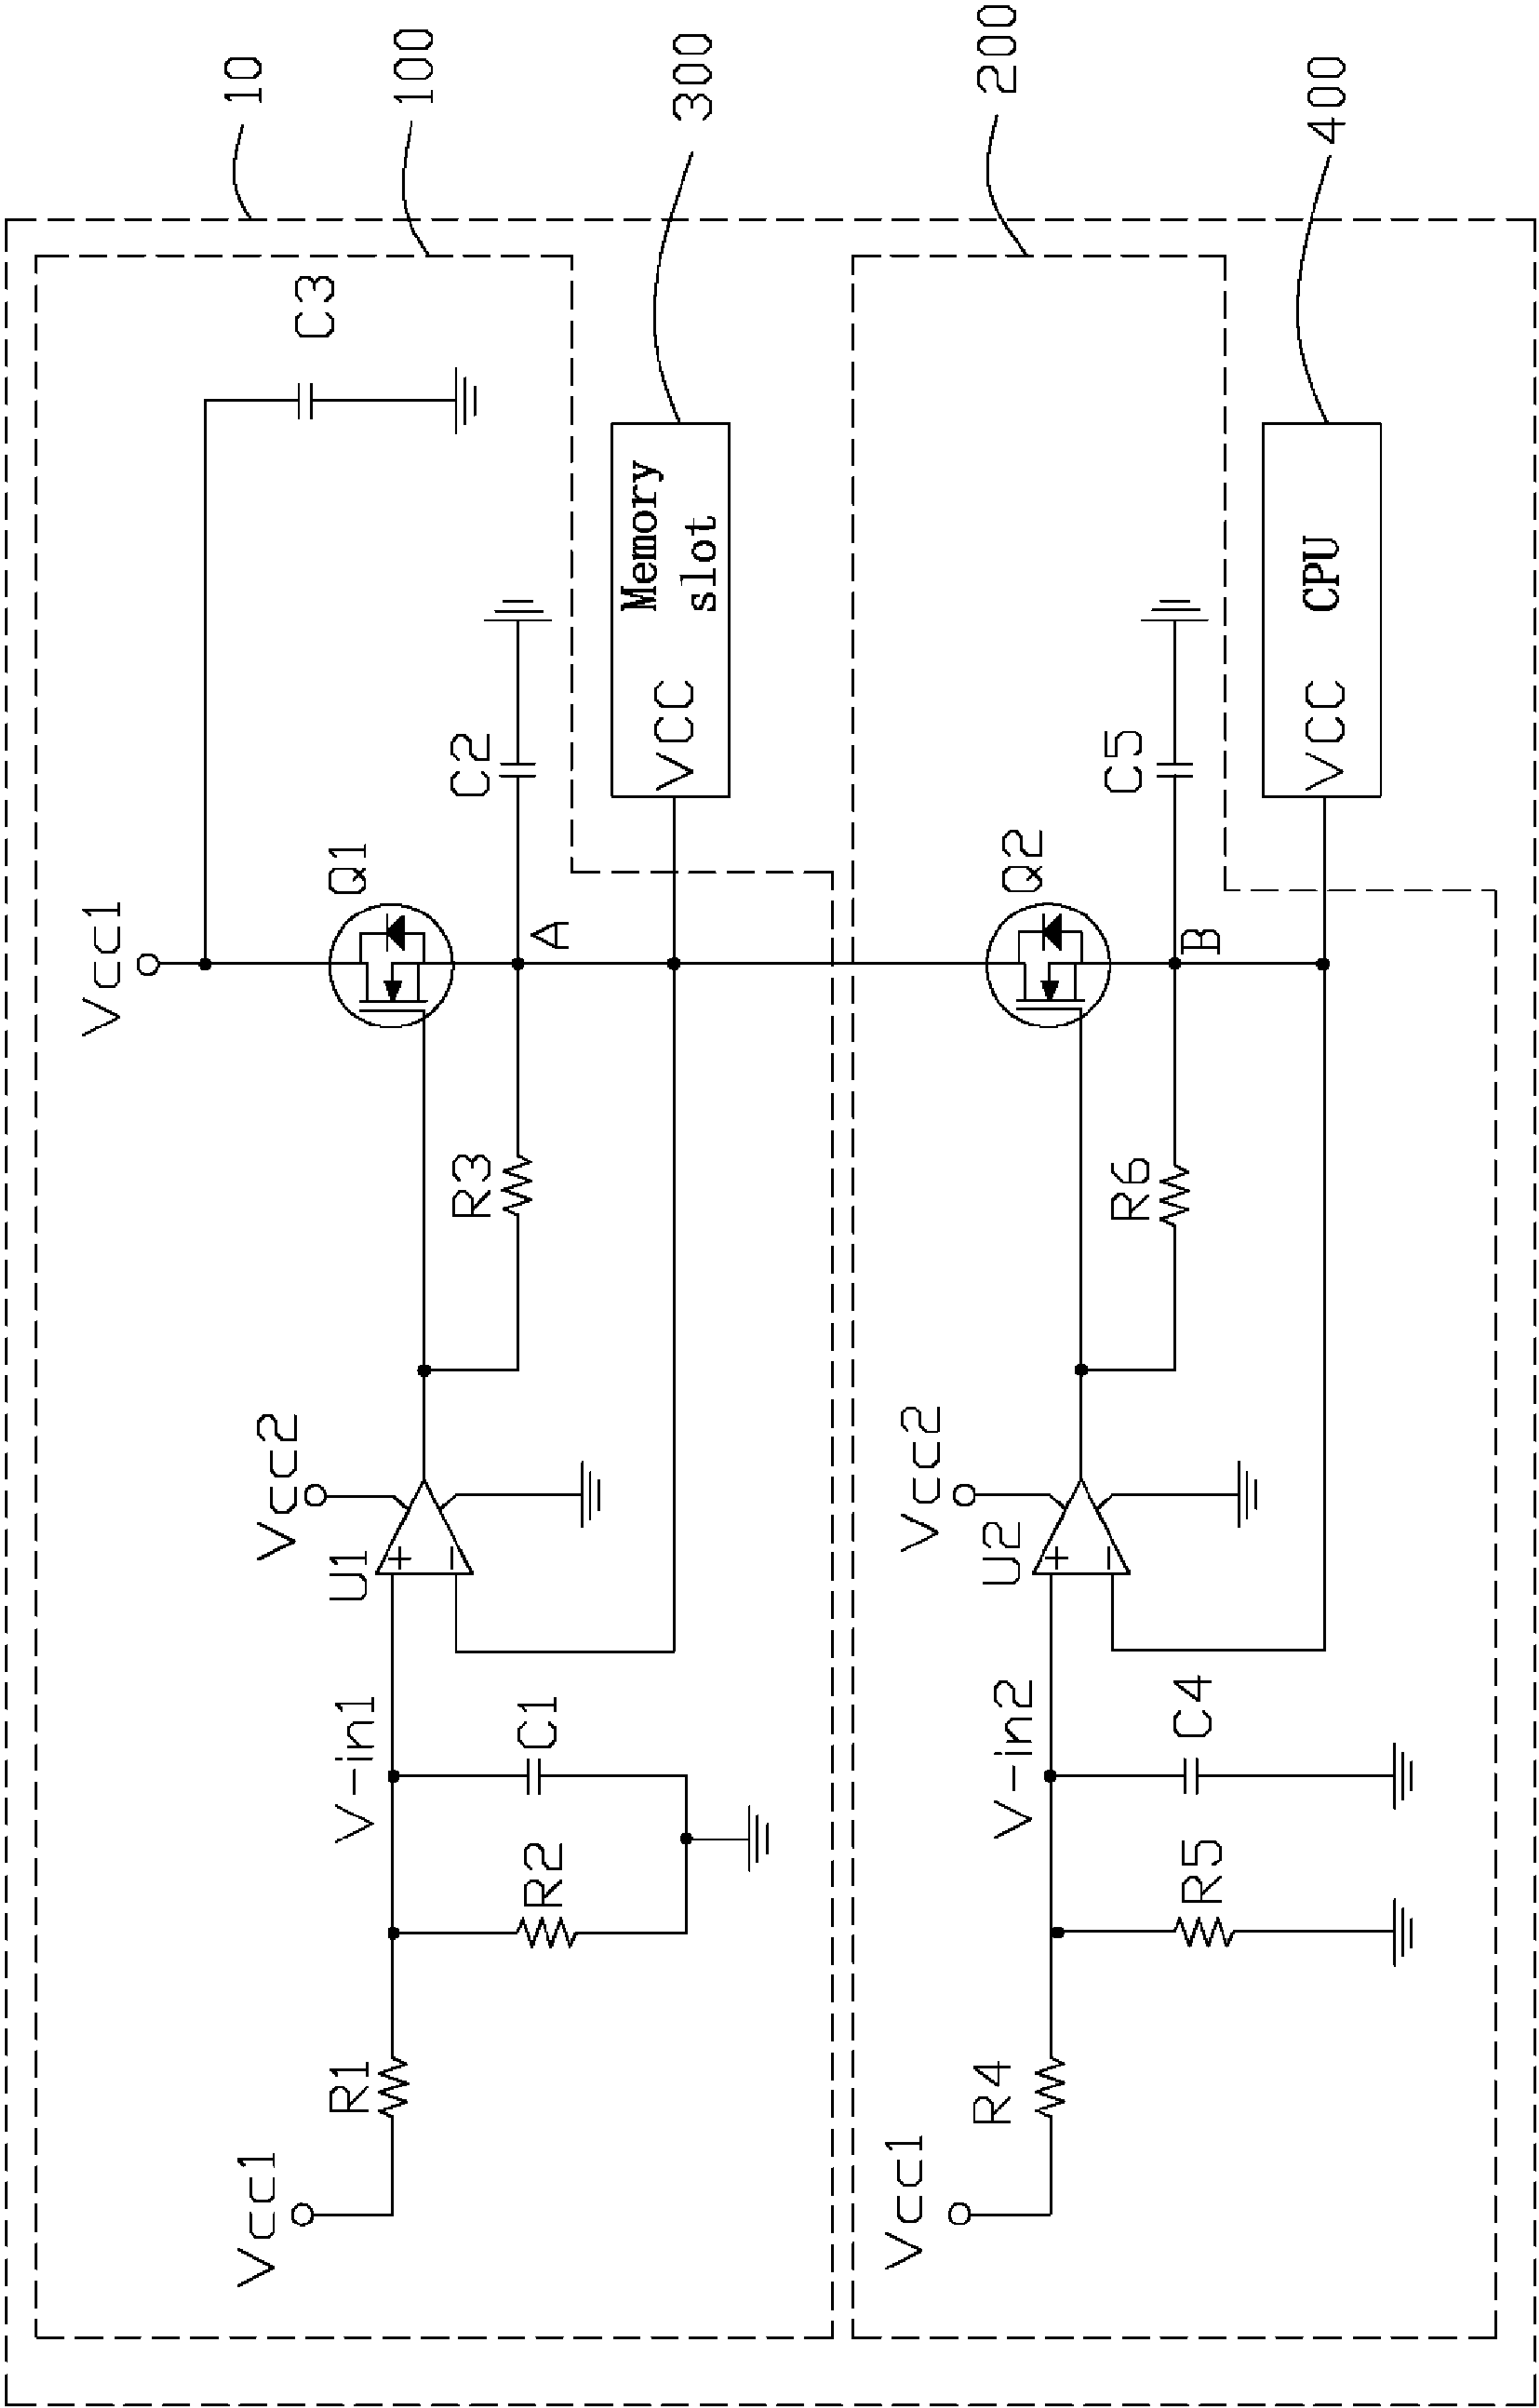 10
100
300
200
400
Vcc1
C3
Q1
C2
A
Memory
slot
VCC
R3
Vcc2
U1
+
−
V-in1
C1
R2
R1
Vcc1
Q2
C5
B
CPU
VCC
R6
Vcc2
U2
+
−
V-in2
C4
R5
R4
Vcc1